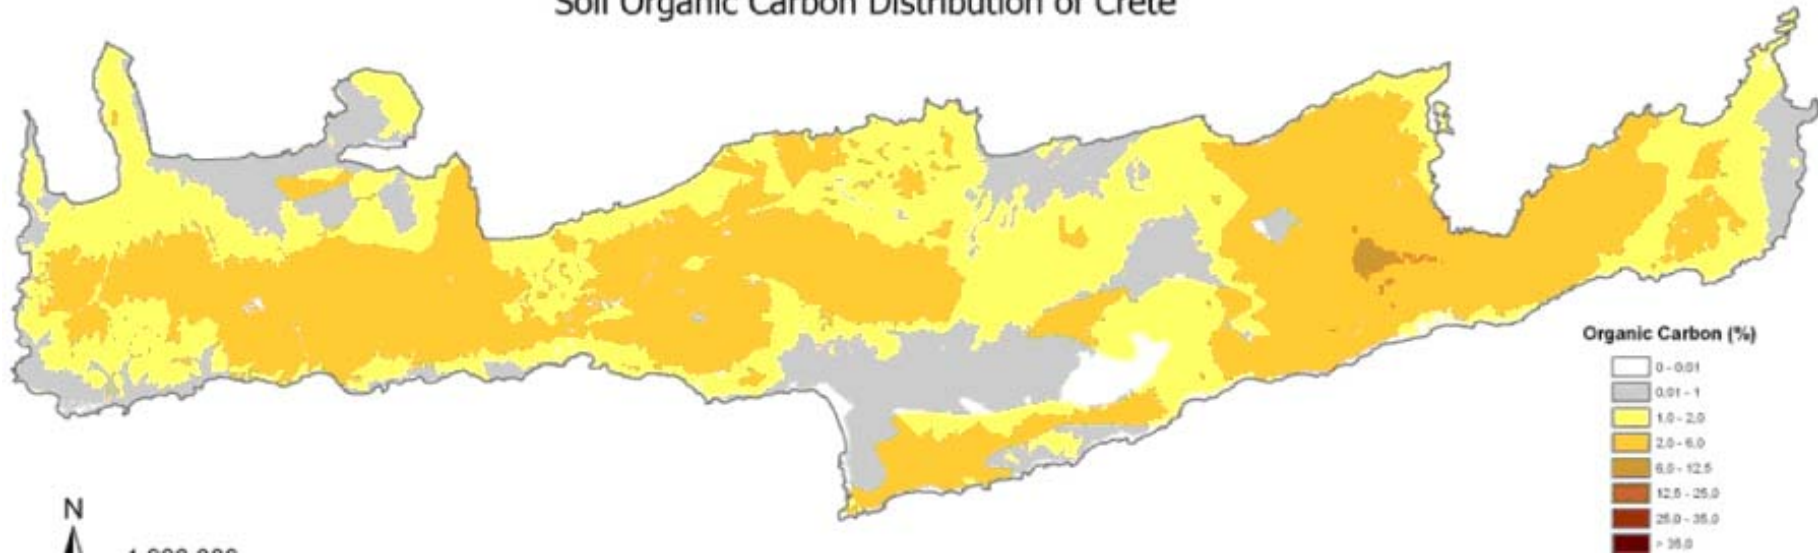 Soil Organic Carbon Distribution of Crete
Organic Carbon (%)
0 - 0.01
0.01 - 1
1.0 - 2.0
2.0 - 6.0
6.0 - 12.5
12.5 - 25.0
25.0 - 35.0
> 35.0
N